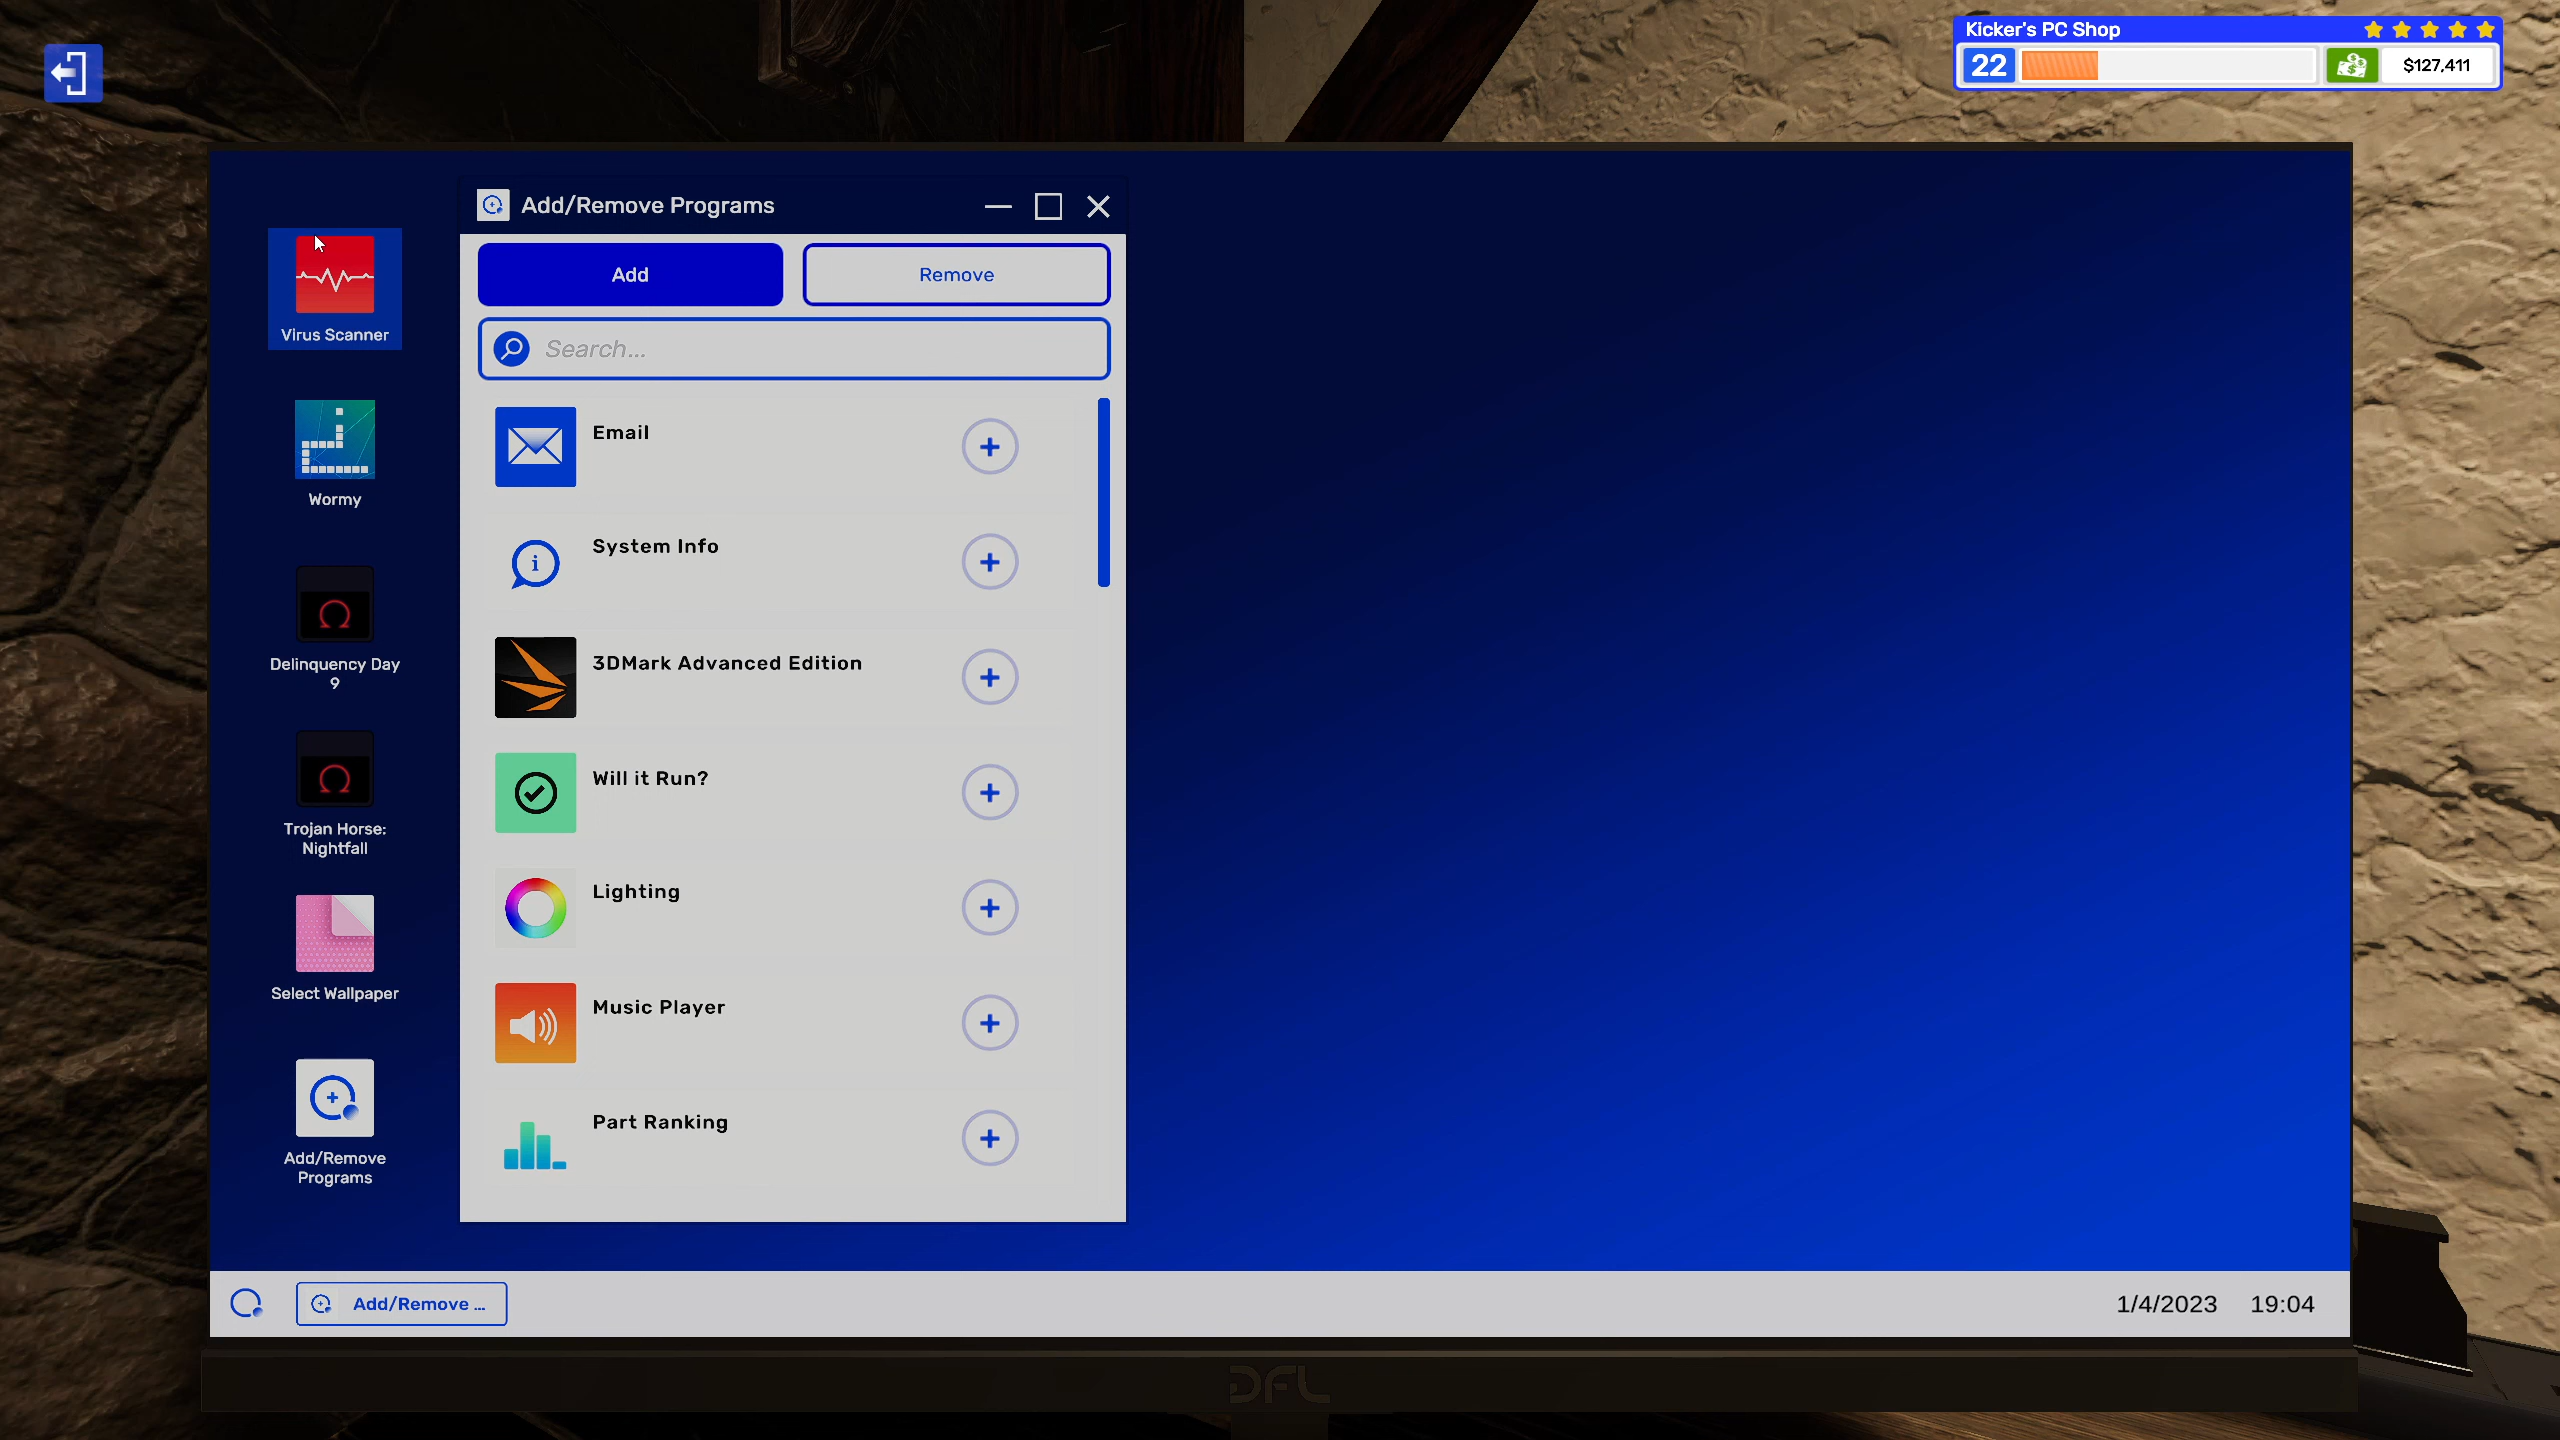 Kicker's PC Shop
22
$127,411
Add/Remove Programs
Add
Remove
Search...
Virus Scanner
Email
Wormy
System Info
Delinquency Day
9
3DMark Advanced Edition
Will it Run?
Trojan Horse:
Nightfall
Lighting
Select Wallpaper
Music Player
Part Ranking
Add/Remove
Programs
Add/Remove ...
1/4/2023
19:04
DFL